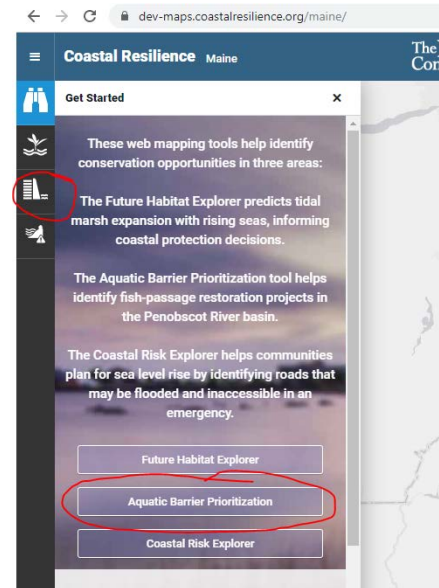 dev-maps.coastalresilience.org/maine/
Coastal Resilience Maine
The
Con
Get Started
These web mapping tools help identify
conservation opportunities in three areas:
The Future Habitat Explorer predicts tidal
marsh expansion with rising seas, informing
coastal protection decisions.
The Aquatic Barrier Prioritization tool helps
identify fish-passage restoration projects in
the Penobscot River basin.
The Coastal Risk Explorer helps communities
plan for sea level rise by identifying roads that
may be flooded and inaccessible in an
emergency.
Future Habitat Explorer
Aquatic Barrier Prioritization
Coastal Risk Explorer